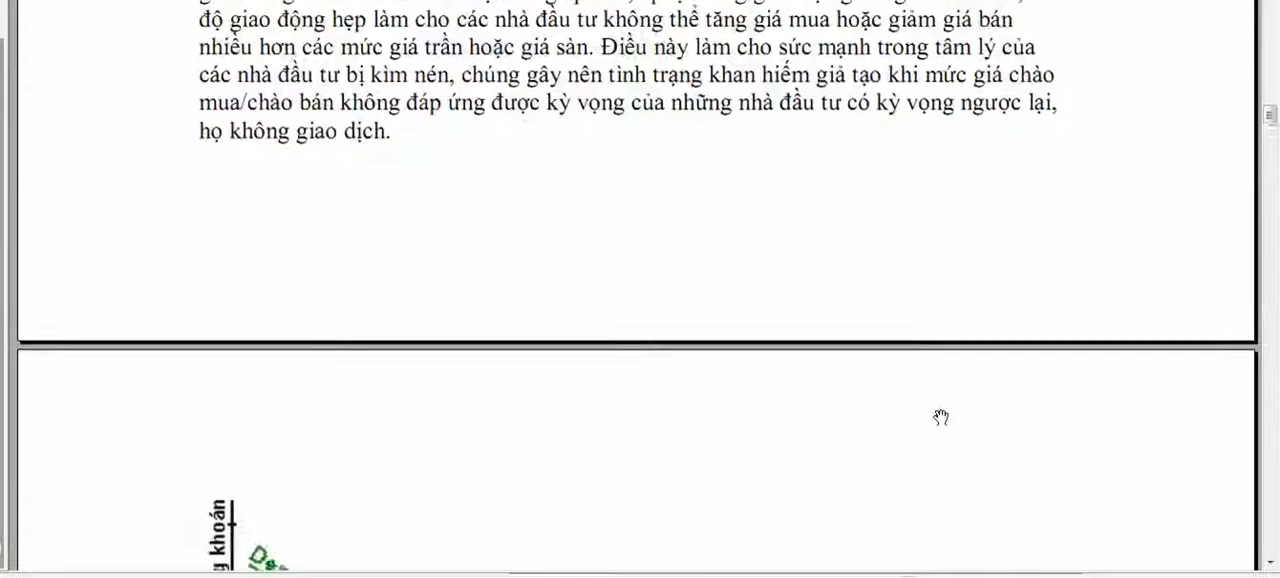 độ giao động hẹp làm cho các nhà đầu tư không thể tăng giá mua hoặc giảm giá bán
nhiều hơn các mức giá trần hoặc giá sàn. Điều này làm cho sức mạnh trong tâm lý của
các nhà đầu tư bị kìm nén, chúng gây nên tình trạng khan hiếm giả tạo khi mức giá chào
mua/chào bán không đáp ứng được kỳ vọng của những nhà đầu tư có kỳ vọng ngược lại,
họ không giao dịch.
khoán